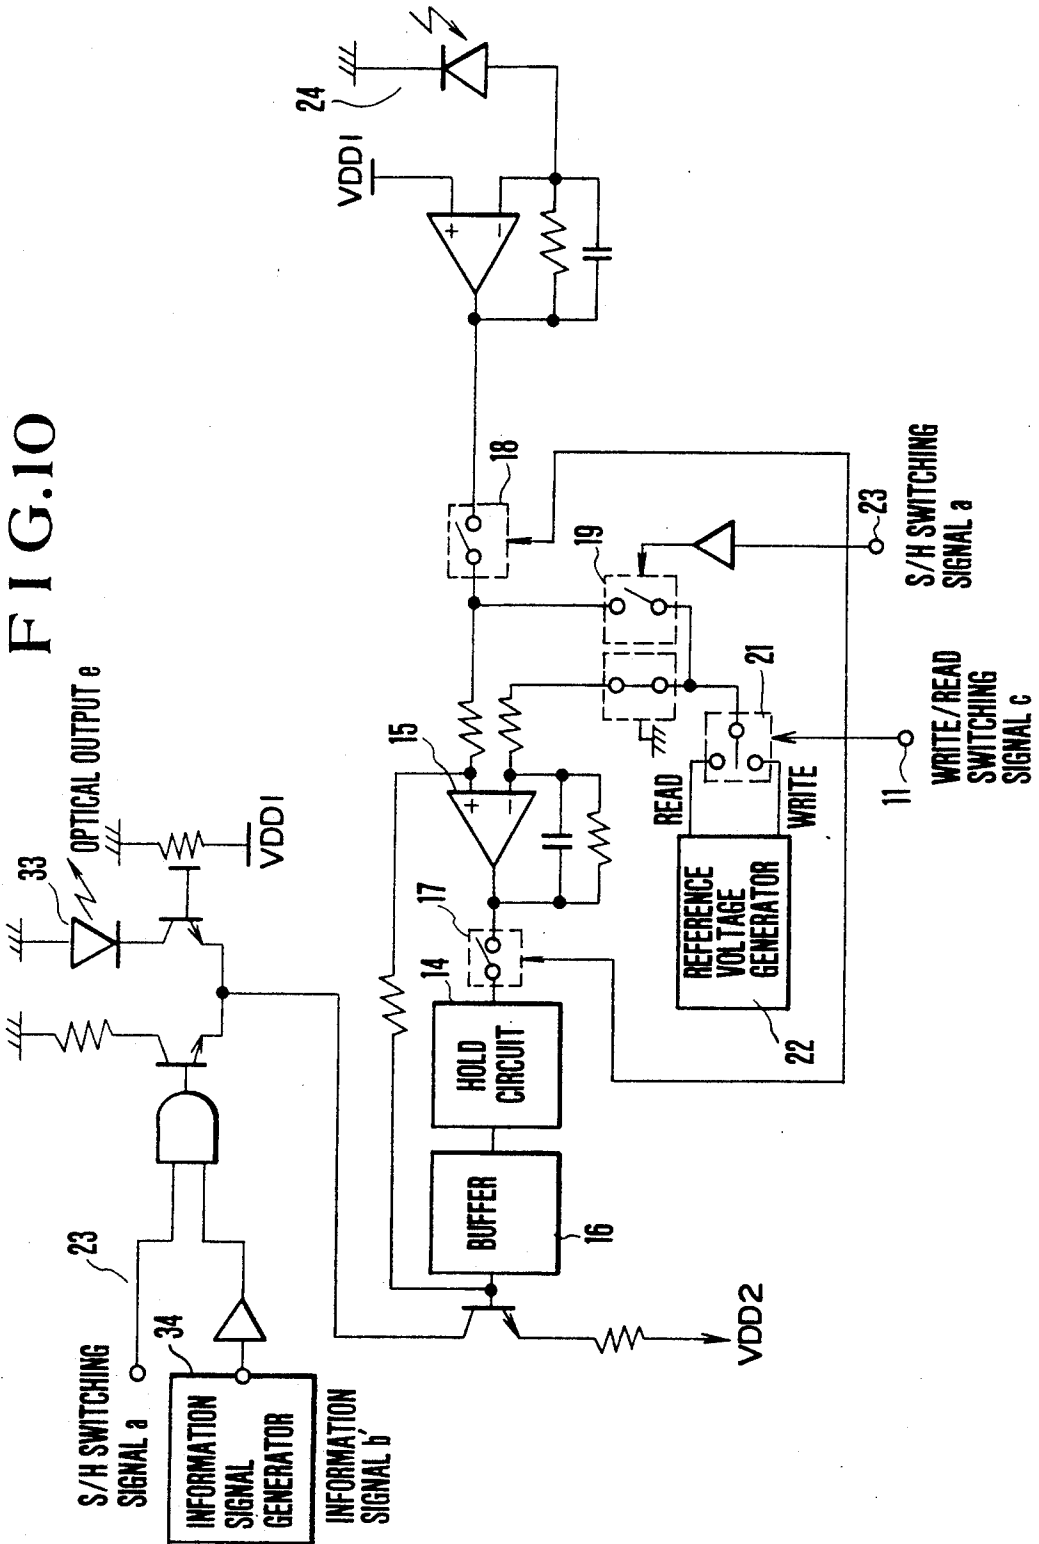 FIG.10
S/H SWITCHING
SIGNAL a
23
34
INFORMATION
SIGNAL
GENERATOR
INFORMATION
SIGNAL b'
33
OPTICAL OUTPUT e
VDD1
VDD2
BUFFER
16
HOLD
CIRCUIT
14
17
15
+
−
18
19
VDD1
24
+
−
READ
WRITE
21
REFERENCE
VOLTAGE
GENERATOR
22
11
WRITE/READ
SWITCHING
SIGNAL c
23
S/H SWITCHING
SIGNAL a